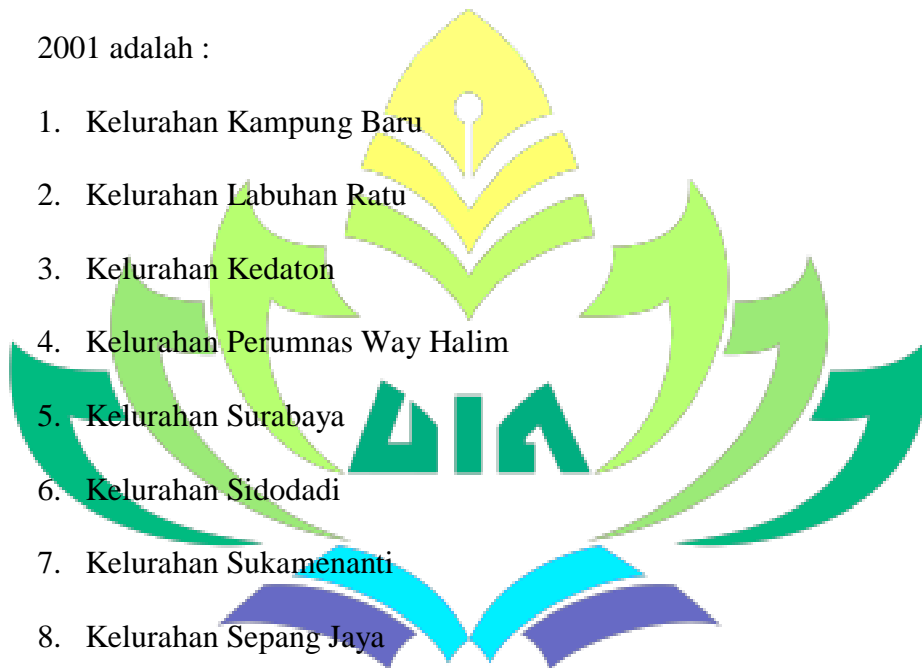 2001 adalah :
1. Kelurahan Kampung Baru
2. Kelurahan Labuhan Ratu
3. Kelurahan Kedaton
4. Kelurahan Perumnas Way Halim
5. Kelurahan Surabaya
UIA
6. Kelurahan Sidodadi
7. Kelurahan Sukamenanti
8. Kelurahan Sepang Jaya